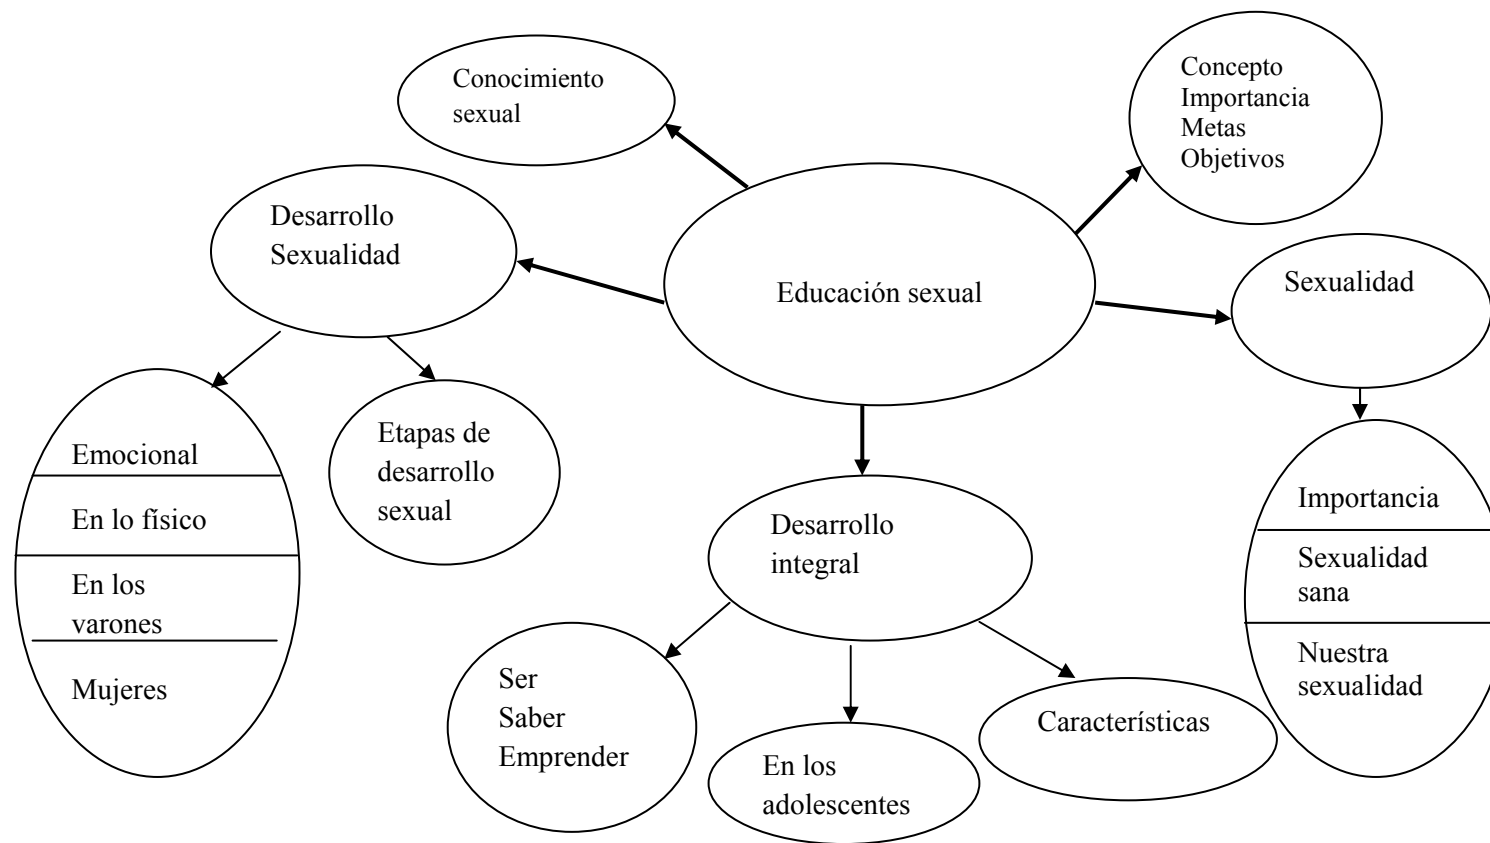 Conocimiento
sexual
Concepto
Importancia
Metas
Objetivos
Desarrollo
Sexualidad
Educación sexual
Sexualidad
Emocional
En lo físico
En los
varones
Mujeres
Etapas de
desarrollo
sexual
Desarrollo
integral
Importancia
Sexualidad
sana
Nuestra
sexualidad
Ser
Saber
Emprender
En los
adolescentes
Características